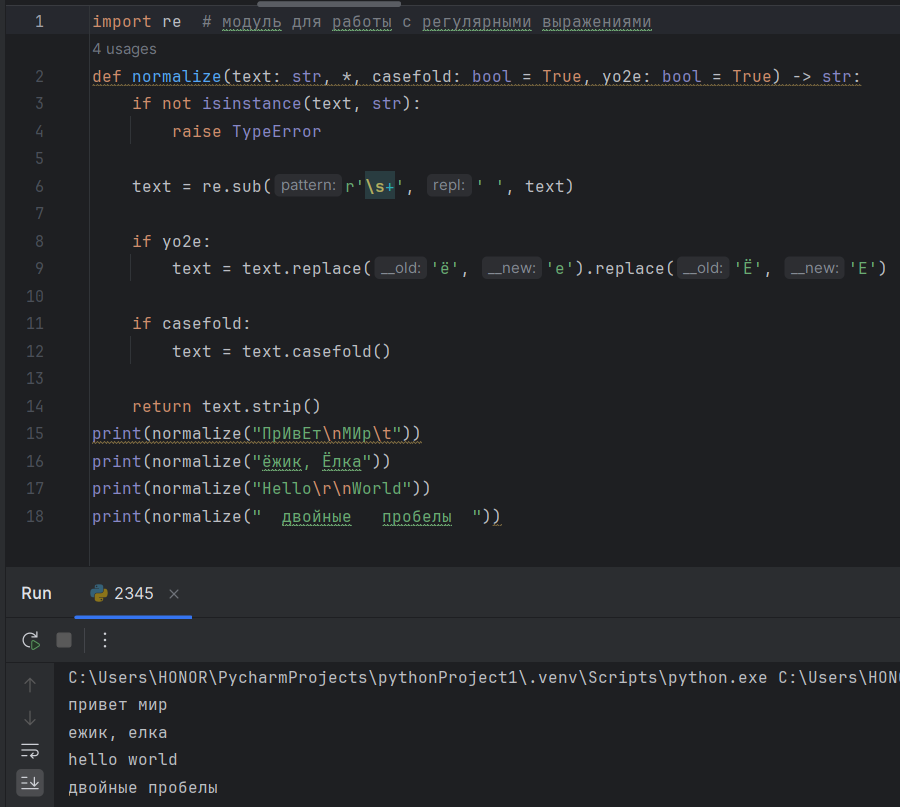 1 import re  # модуль для работы с регулярными выражениями
4 usages
2 def normalize(text: str, *, casefold: bool = True, yo2e: bool = True) -> str:
3     if not isinstance(text, str):
4         raise TypeError
5
6     text = re.sub( pattern: r'\s+', repl: ' ', text)
7
8     if yo2e:
9         text = text.replace( __old: 'ё', __new: 'е').replace( __old: 'Ё', __new: 'Е')
10
11     if casefold:
12         text = text.casefold()
13
14     return text.strip()
15 print(normalize("ПрИвЕт\nМИр\t"))
16 print(normalize("ёжик, Ёлка"))
17 print(normalize("Hello\r\nWorld"))
18 print(normalize("  двойные   пробелы  "))
Run 2345 ×
C:\Users\HONOR\PycharmProjects\pythonProject1\.venv\Scripts\python.exe C:\Users\HON
привет мир
ежик, елка
hello world
двойные пробелы